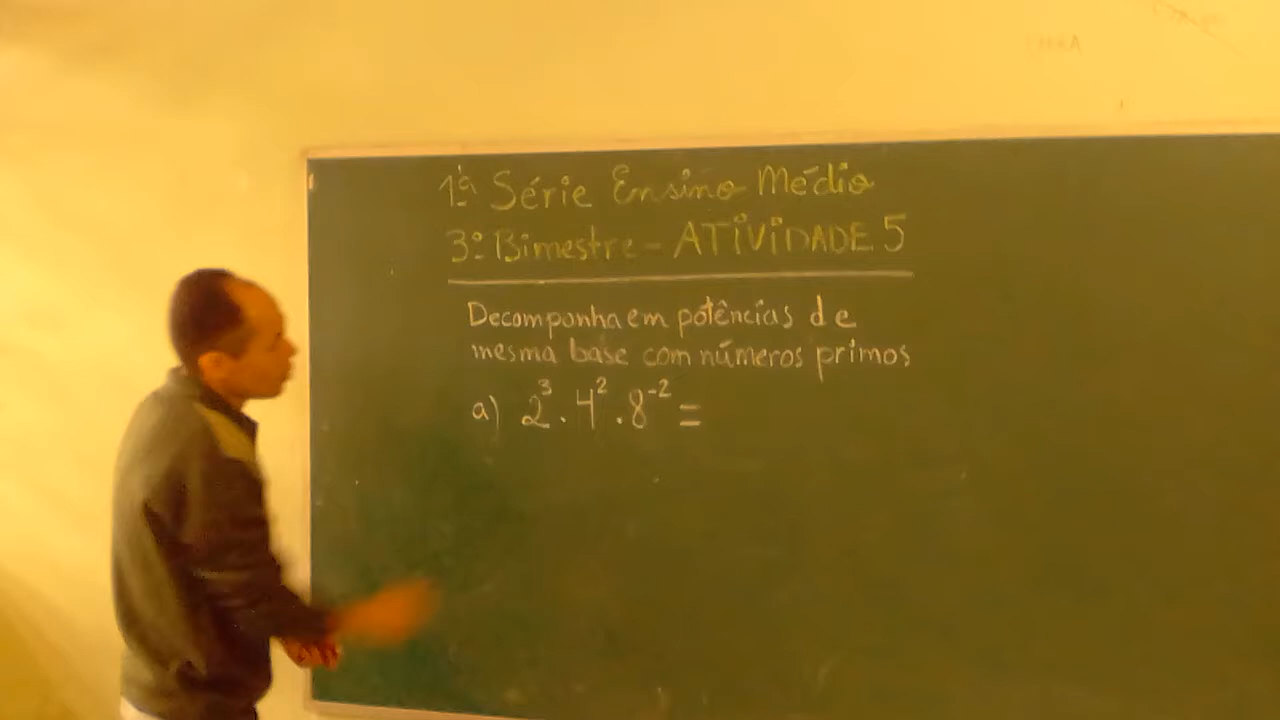 1ª Série Ensino Médio
3º Bimestre - ATIVIDADE 5
Decomponha em potências de
mesma base com números primos
a) 2³ . 4² . 8⁻² =